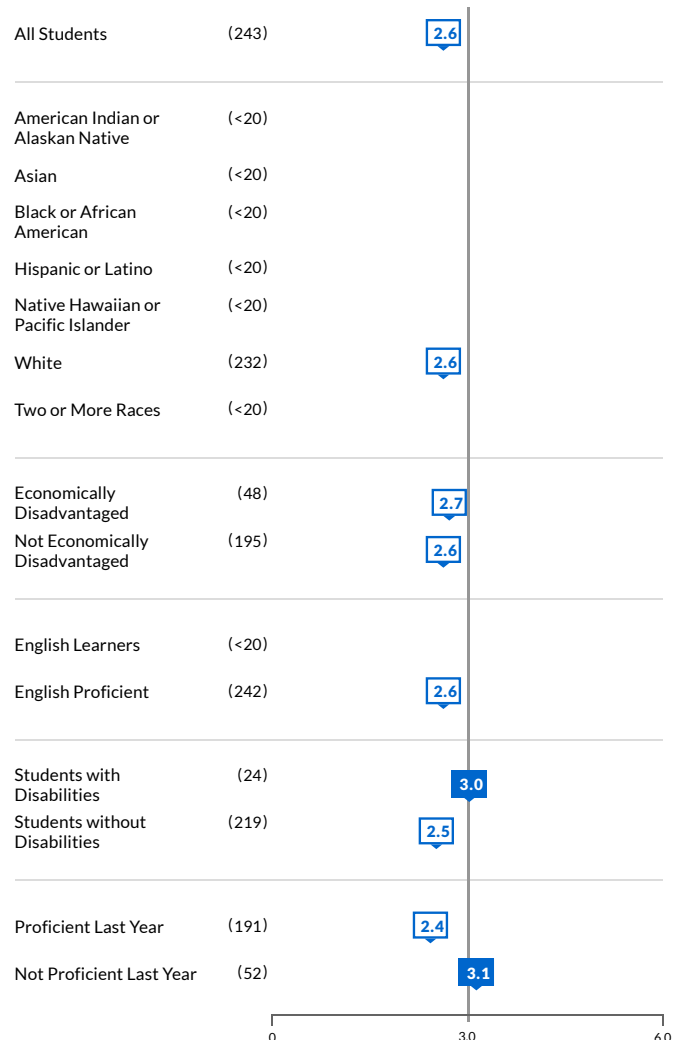 All Students (243) 2.6
American Indian or (<20)
Alaskan Native
Asian (<20)
Black or African (<20)
American
Hispanic or Latino (<20)
Native Hawaiian or (<20)
Pacific Islander
White (232) 2.6
Two or More Races (<20)
Economically (48) 2.7
Disadvantaged
Not Economically (195) 2.6
Disadvantaged
English Learners (<20)
English Proficient (242) 2.6
Students with (24) 3.0
Disabilities
Students without (219) 2.5
Disabilities
Proficient Last Year (191) 2.4
Not Proficient Last Year (52) 3.1
0 3.0 6.0